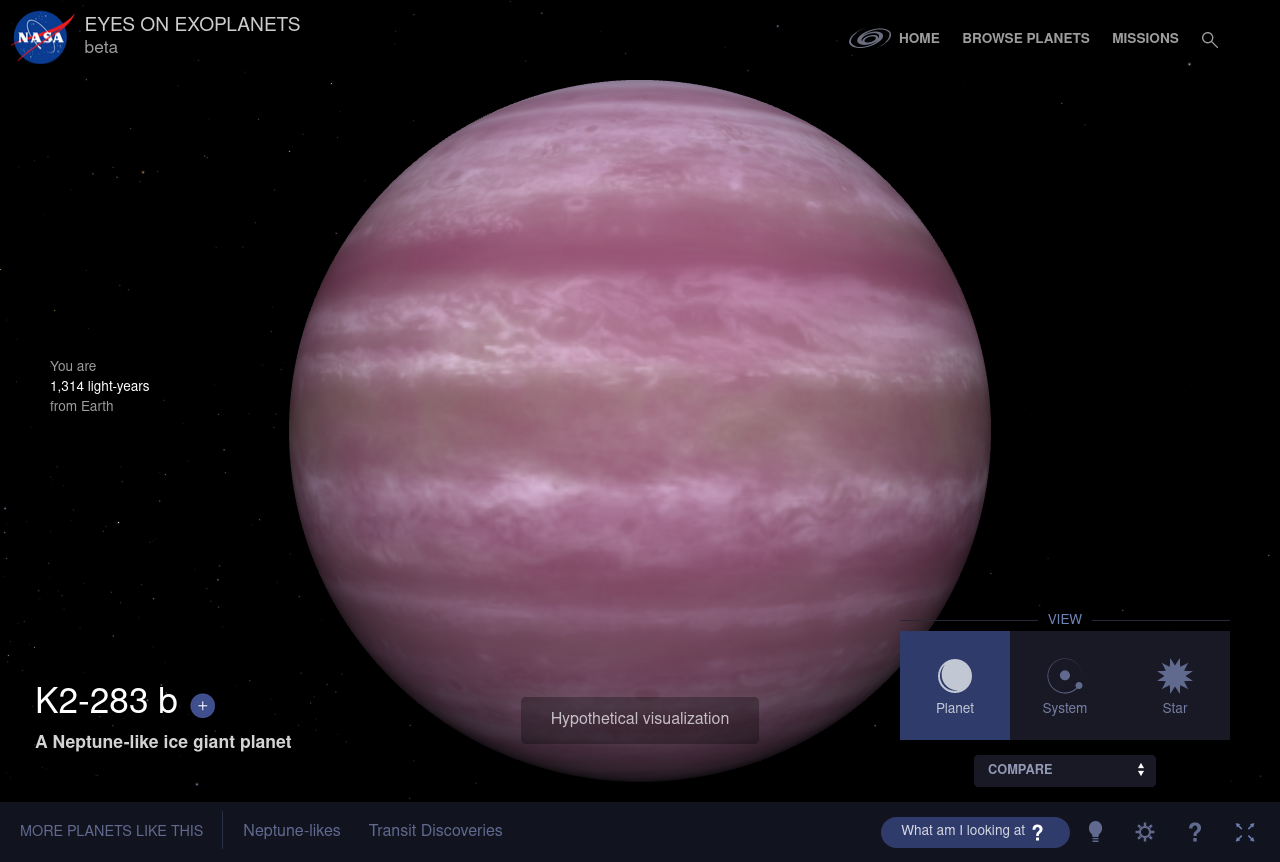 NASA
EYES ON EXOPLANETS
beta
HOME
BROWSE PLANETS
MISSIONS
You are
1,314 light-years
from Earth
VIEW
Planet
System
Star
K2-283 b +
A Neptune-like ice giant planet
Hypothetical visualization
COMPARE
MORE PLANETS LIKE THIS
Neptune-likes
Transit Discoveries
What am I looking at ?
?